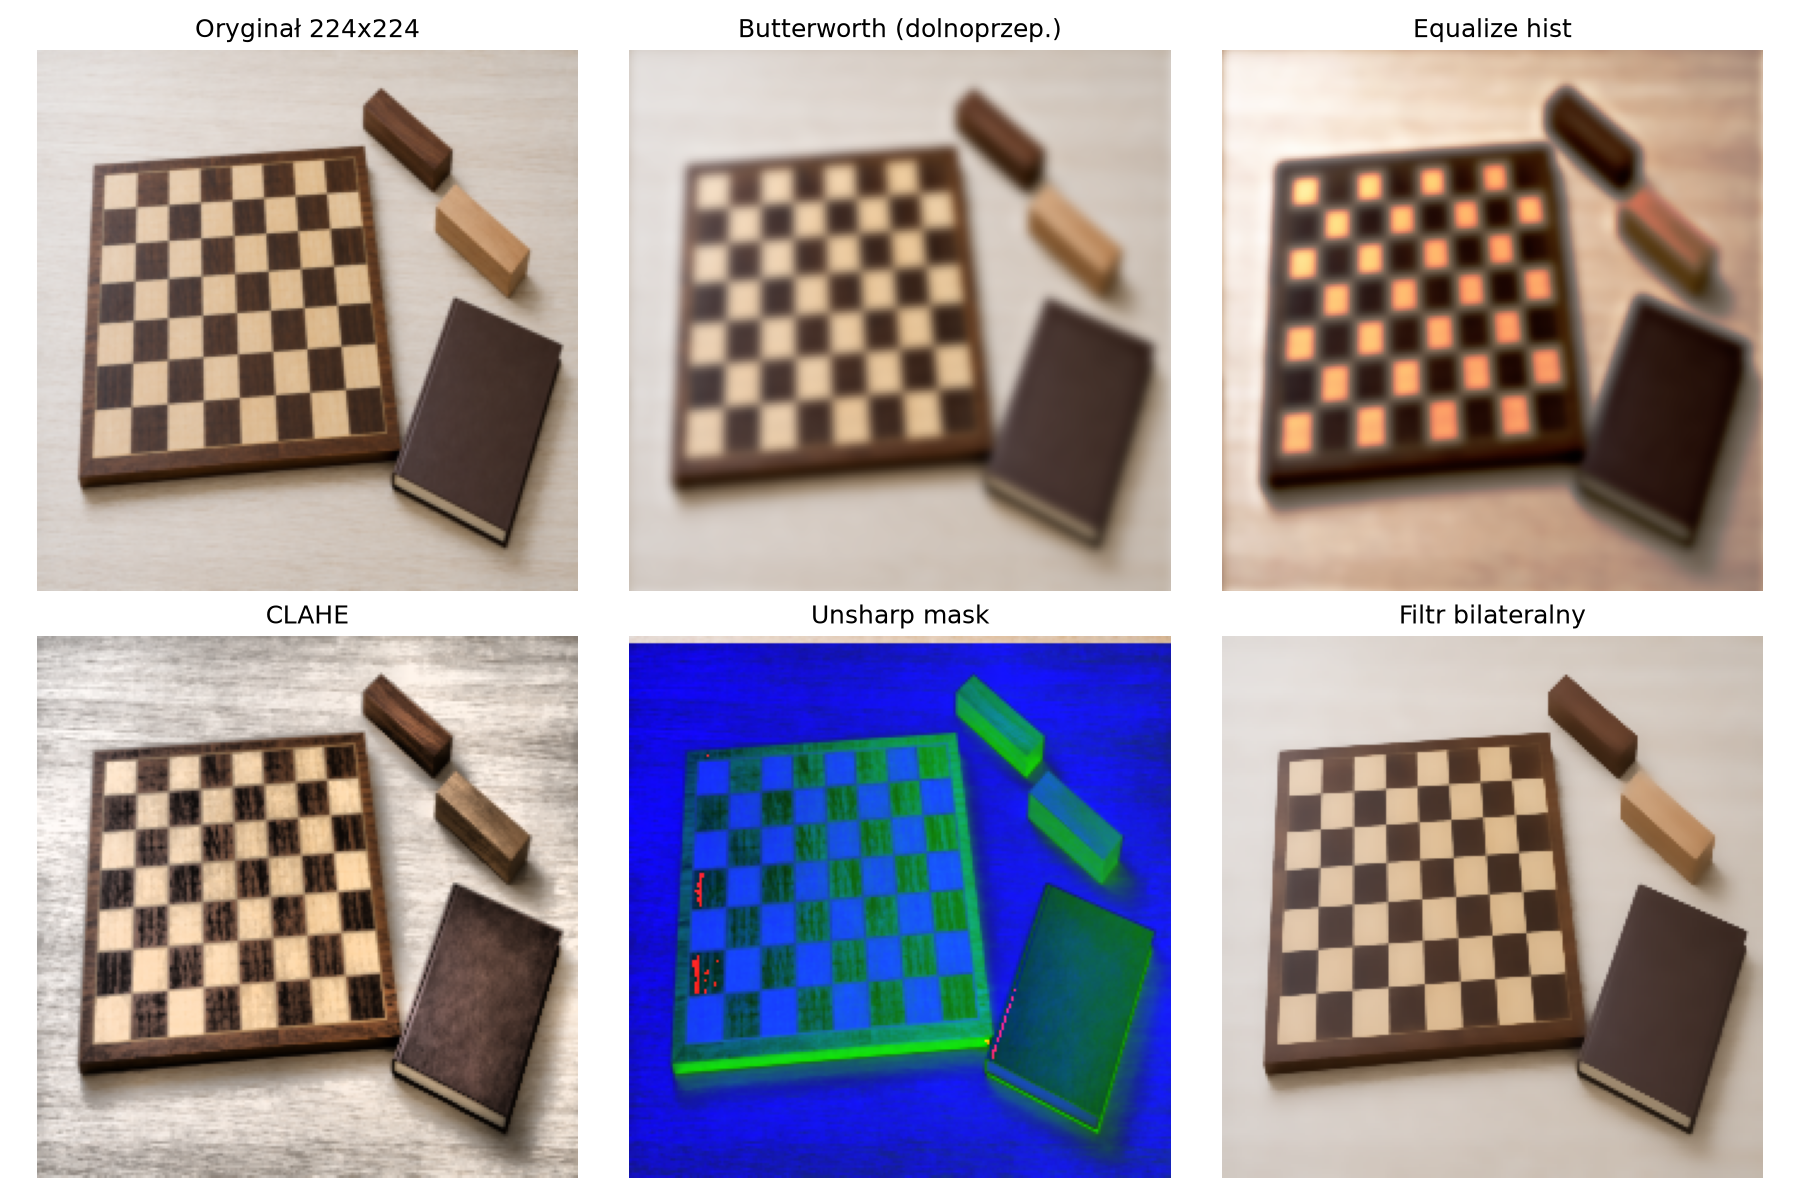 Oryginał 224x224
Butterworth (dolnoprzep.)
Equalize hist
CLAHE
Unsharp mask
Filtr bilateralny